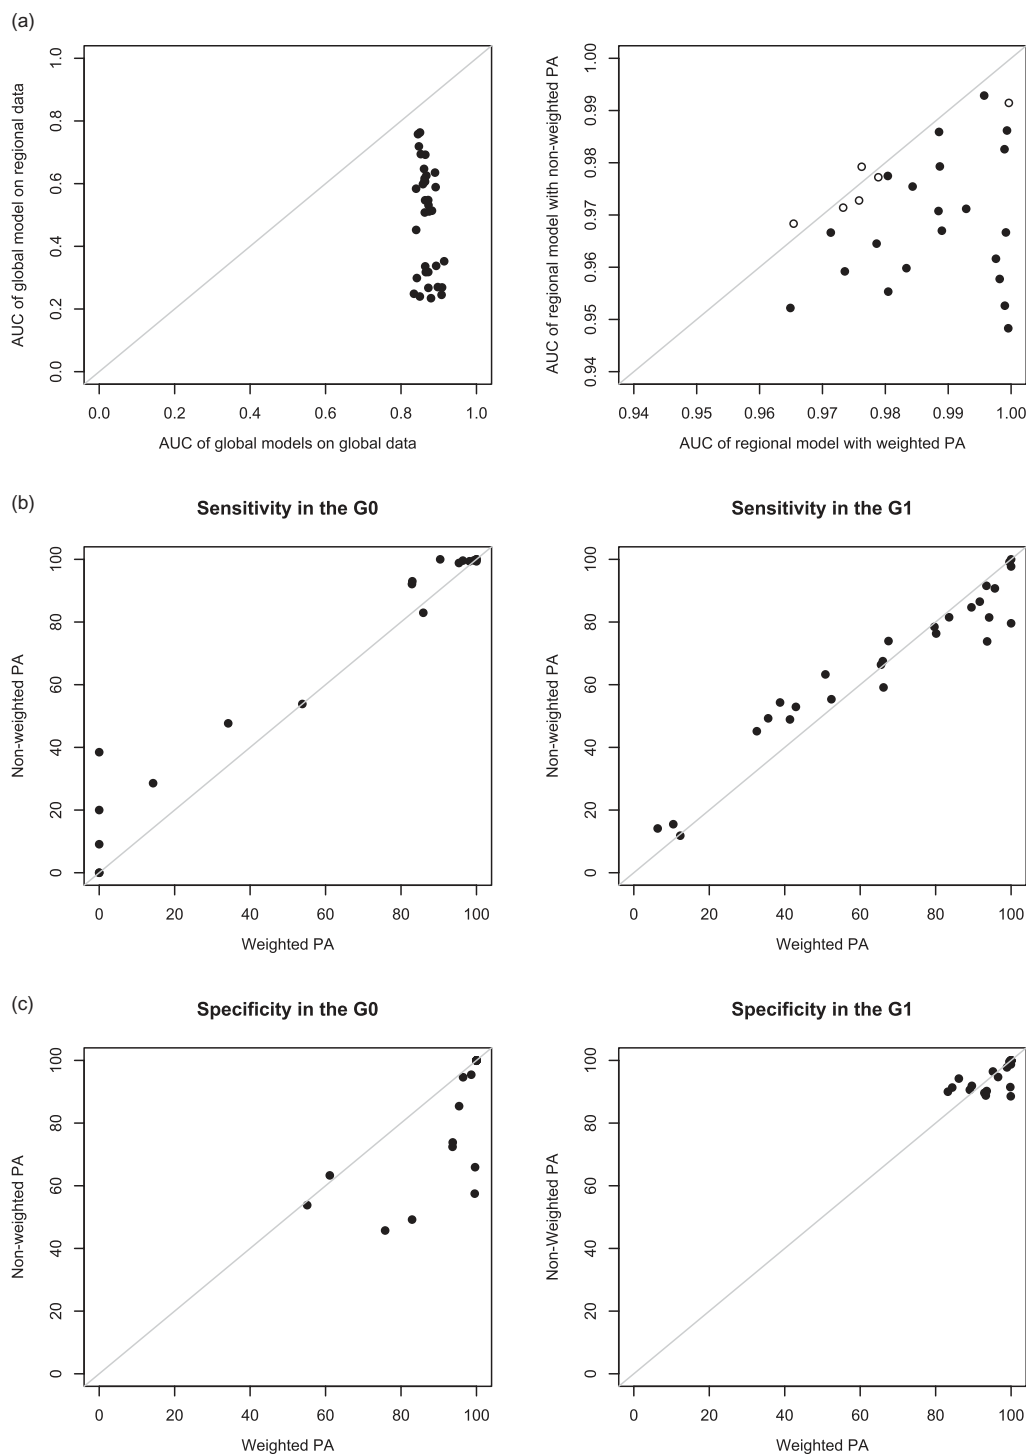 (a)
AUC of global model on regional data
0.0 0.2 0.4 0.6 0.8 1.0
0.0 0.2 0.4 0.6 0.8 1.0
AUC of global models on global data
AUC of regional model with non-weighted PA
0.94 0.95 0.96 0.97 0.98 0.99 1.00
0.94 0.95 0.96 0.97 0.98 0.99 1.00
AUC of regional model with weighted PA
(b)
Sensitivity in the G0
Non-weighted PA
0 20 40 60 80 100
0 20 40 60 80 100
Weighted PA
Sensitivity in the G1
Non-weighted PA
0 20 40 60 80 100
0 20 40 60 80 100
Weighted PA
(c)
Specificity in the G0
Non-weighted PA
0 20 40 60 80 100
0 20 40 60 80 100
Weighted PA
Specificity in the G1
Non-Weighted PA
0 20 40 60 80 100
0 20 40 60 80 100
Weighted PA